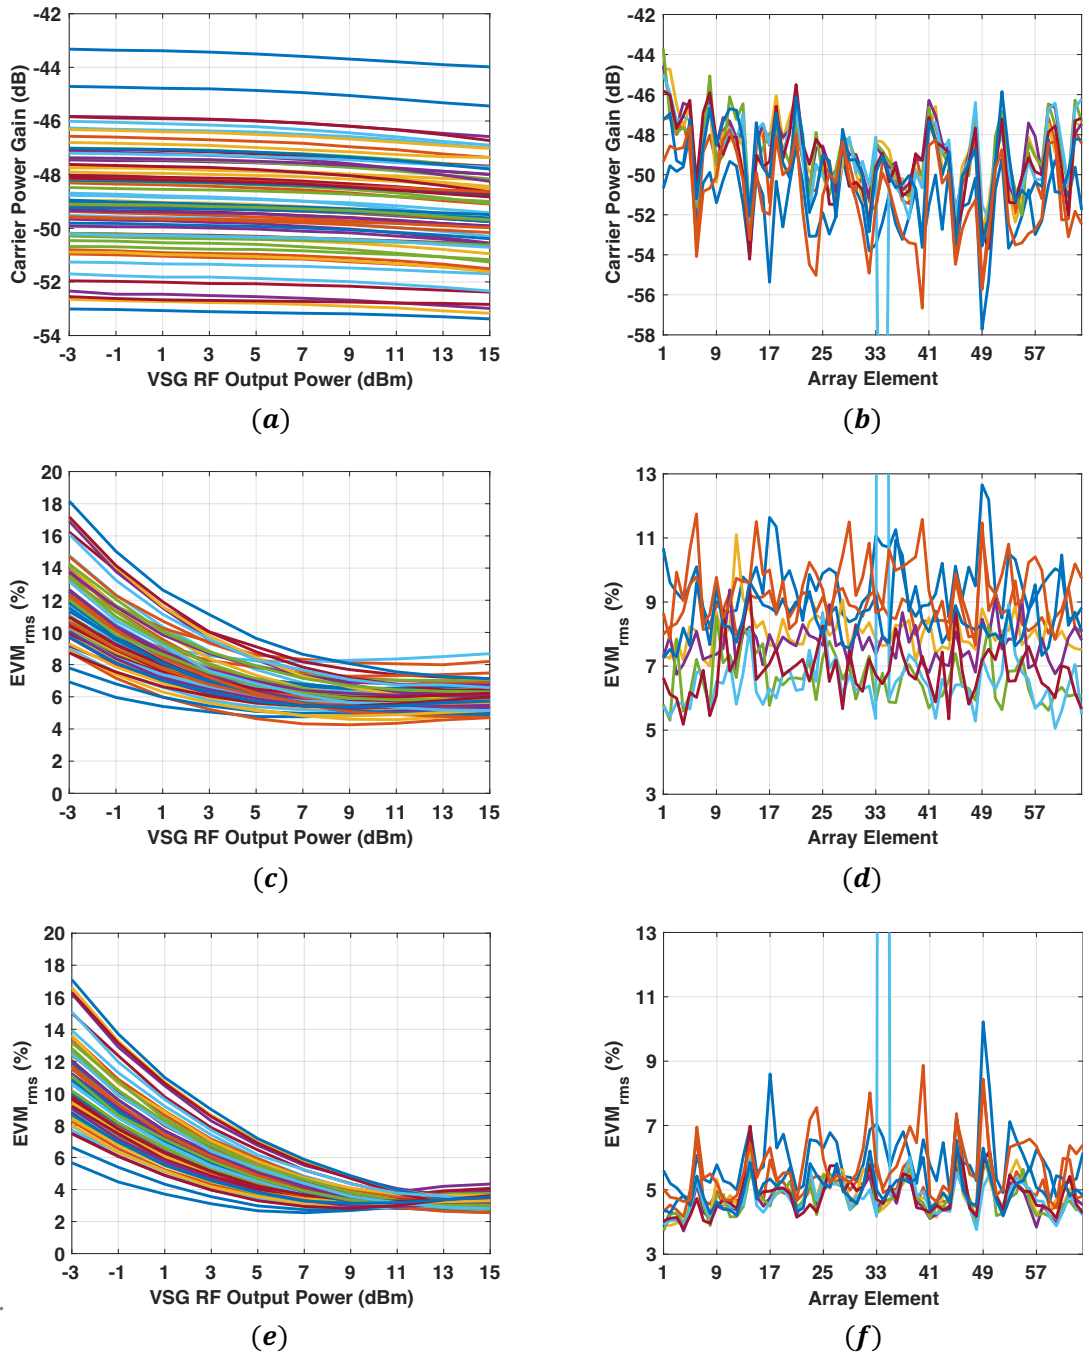 -42
-44
-46
-48
-50
-52
-54
Carrier Power Gain (dB)
-3 -1 1 3 5 7 9 11 13 15
VSG RF Output Power (dBm)
(a)
-42
-44
-46
-48
-50
-52
-54
-56
-58
Carrier Power Gain (dB)
1 9 17 25 33 41 49 57
Array Element
(b)
20
18
16
14
12
10
8
6
4
2
0
EVMrms (%)
-3 -1 1 3 5 7 9 11 13 15
VSG RF Output Power (dBm)
(c)
13
11
9
7
5
3
EVMrms (%)
1 9 17 25 33 41 49 57
Array Element
(d)
20
18
16
14
12
10
8
6
4
2
0
EVMrms (%)
-3 -1 1 3 5 7 9 11 13 15
VSG RF Output Power (dBm)
(e)
13
11
9
7
5
3
EVMrms (%)
1 9 17 25 33 41 49 57
Array Element
(f)